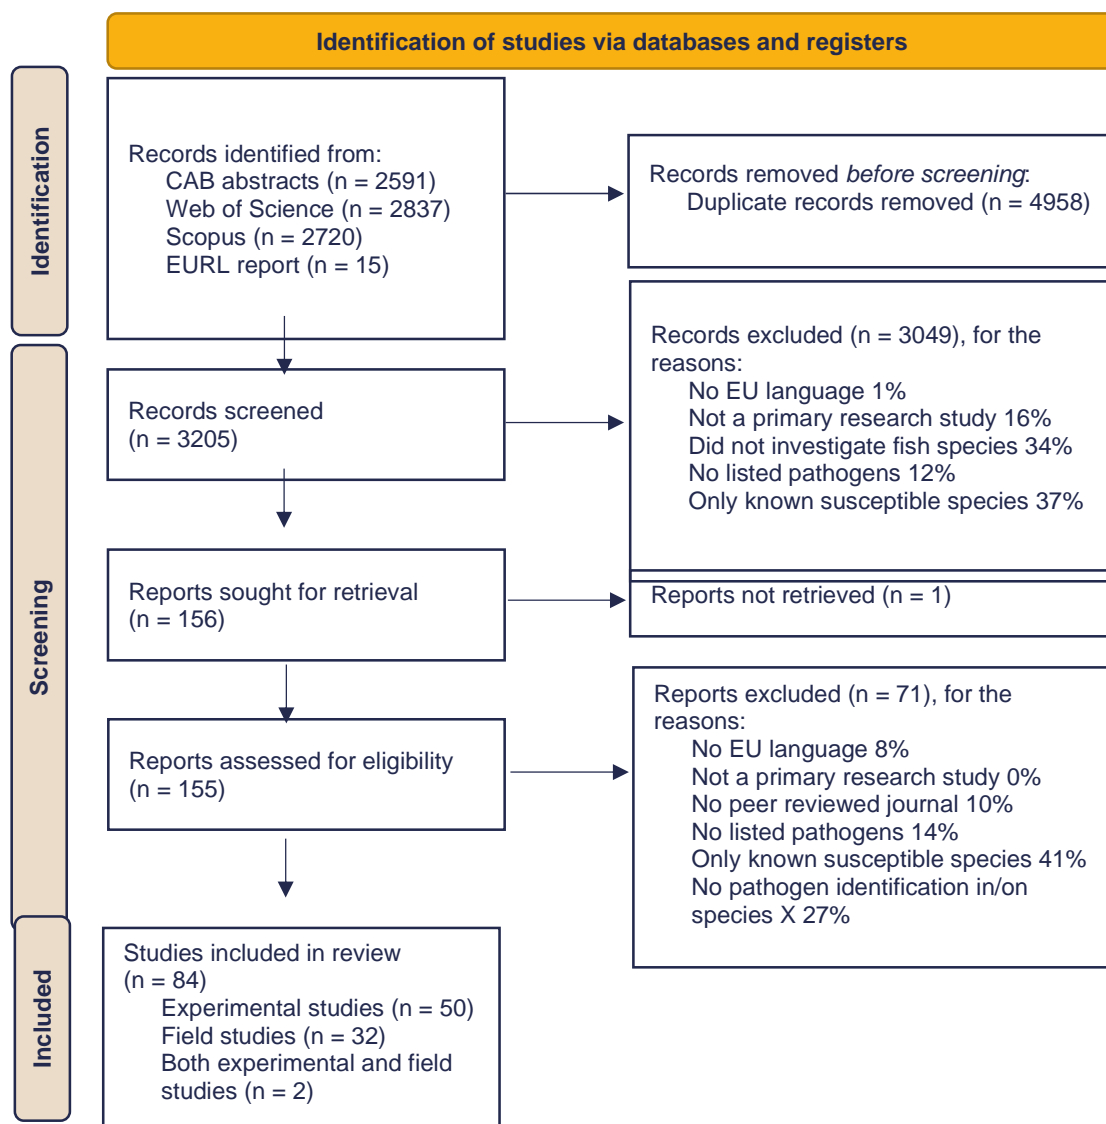 Identification of studies via databases and registers
Identification
Records identified from:
CAB abstracts (n = 2591)
Web of Science (n = 2837)
Scopus (n = 2720)
EURL report (n = 15)
Records removed before screening:
Duplicate records removed (n = 4958)
Screening
Records screened
(n = 3205)
Records excluded (n = 3049), for the
reasons:
No EU language 1%
Not a primary research study 16%
Did not investigate fish species 34%
No listed pathogens 12%
Only known susceptible species 37%
Reports sought for retrieval
(n = 156)
Reports not retrieved (n = 1)
Reports assessed for eligibility
(n = 155)
Reports excluded (n = 71), for the
reasons:
No EU language 8%
Not a primary research study 0%
No peer reviewed journal 10%
No listed pathogens 14%
Only known susceptible species 41%
No pathogen identification in/on
species X 27%
Included
Studies included in review
(n = 84)
Experimental studies (n = 50)
Field studies (n = 32)
Both experimental and field
studies (n = 2)